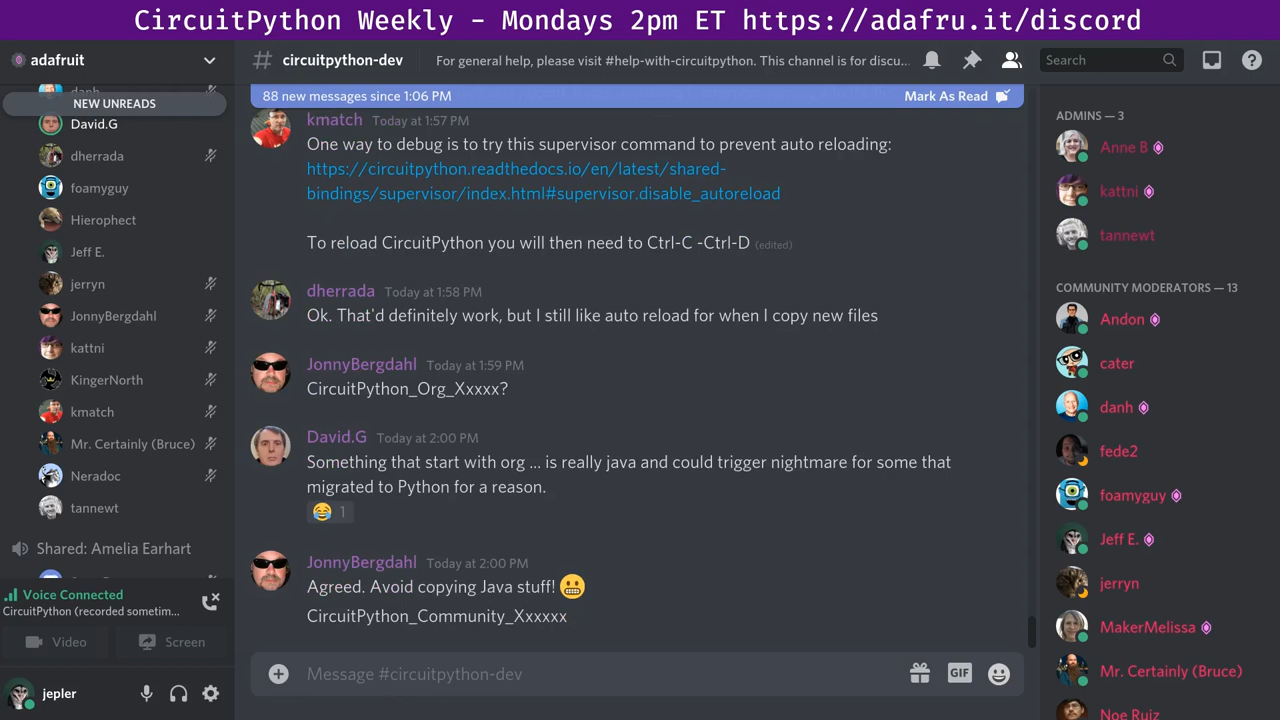 CircuitPython Weekly - Mondays 2pm ET https://adafru.it/discord
adafruit
danh
NEW UNREADS
David.G
dherrada
foamyguy
Hierophect
Jeff E.
jerryn
JonnyBergdahl
kattni
KingerNorth
kmatch
Mr. Certainly (Bruce)
Neradoc
tannewt
Shared: Amelia Earhart
Voice Connected
CircuitPython (recorded sometim...
Video
Screen
jepler
# circuitpython-dev
For general help, please visit #help-with-circuitpython. This channel is for discu...
Search
88 new messages since 1:06 PM
Mark As Read
kmatch Today at 1:57 PM
One way to debug is to try this supervisor command to prevent auto reloading:
https://circuitpython.readthedocs.io/en/latest/shared-
bindings/supervisor/index.html#supervisor.disable_autoreload
To reload CircuitPython you will then need to Ctrl-C -Ctrl-D (edited)
dherrada Today at 1:58 PM
Ok. That'd definitely work, but I still like auto reload for when I copy new files
JonnyBergdahl Today at 1:59 PM
CircuitPython_Org_Xxxxx?
David.G Today at 2:00 PM
Something that start with org ... is really java and could trigger nightmare for some that
migrated to Python for a reason.
😂 1
JonnyBergdahl Today at 2:00 PM
Agreed. Avoid copying Java stuff! 😬
CircuitPython_Community_Xxxxxx
Message #circuitpython-dev
GIF
ADMINS — 3
Anne B
kattni
tannewt
COMMUNITY MODERATORS — 13
Andon
cater
danh
fede2
foamyguy
Jeff E.
jerryn
MakerMelissa
Mr. Certainly (Bruce)
Noe Ruiz